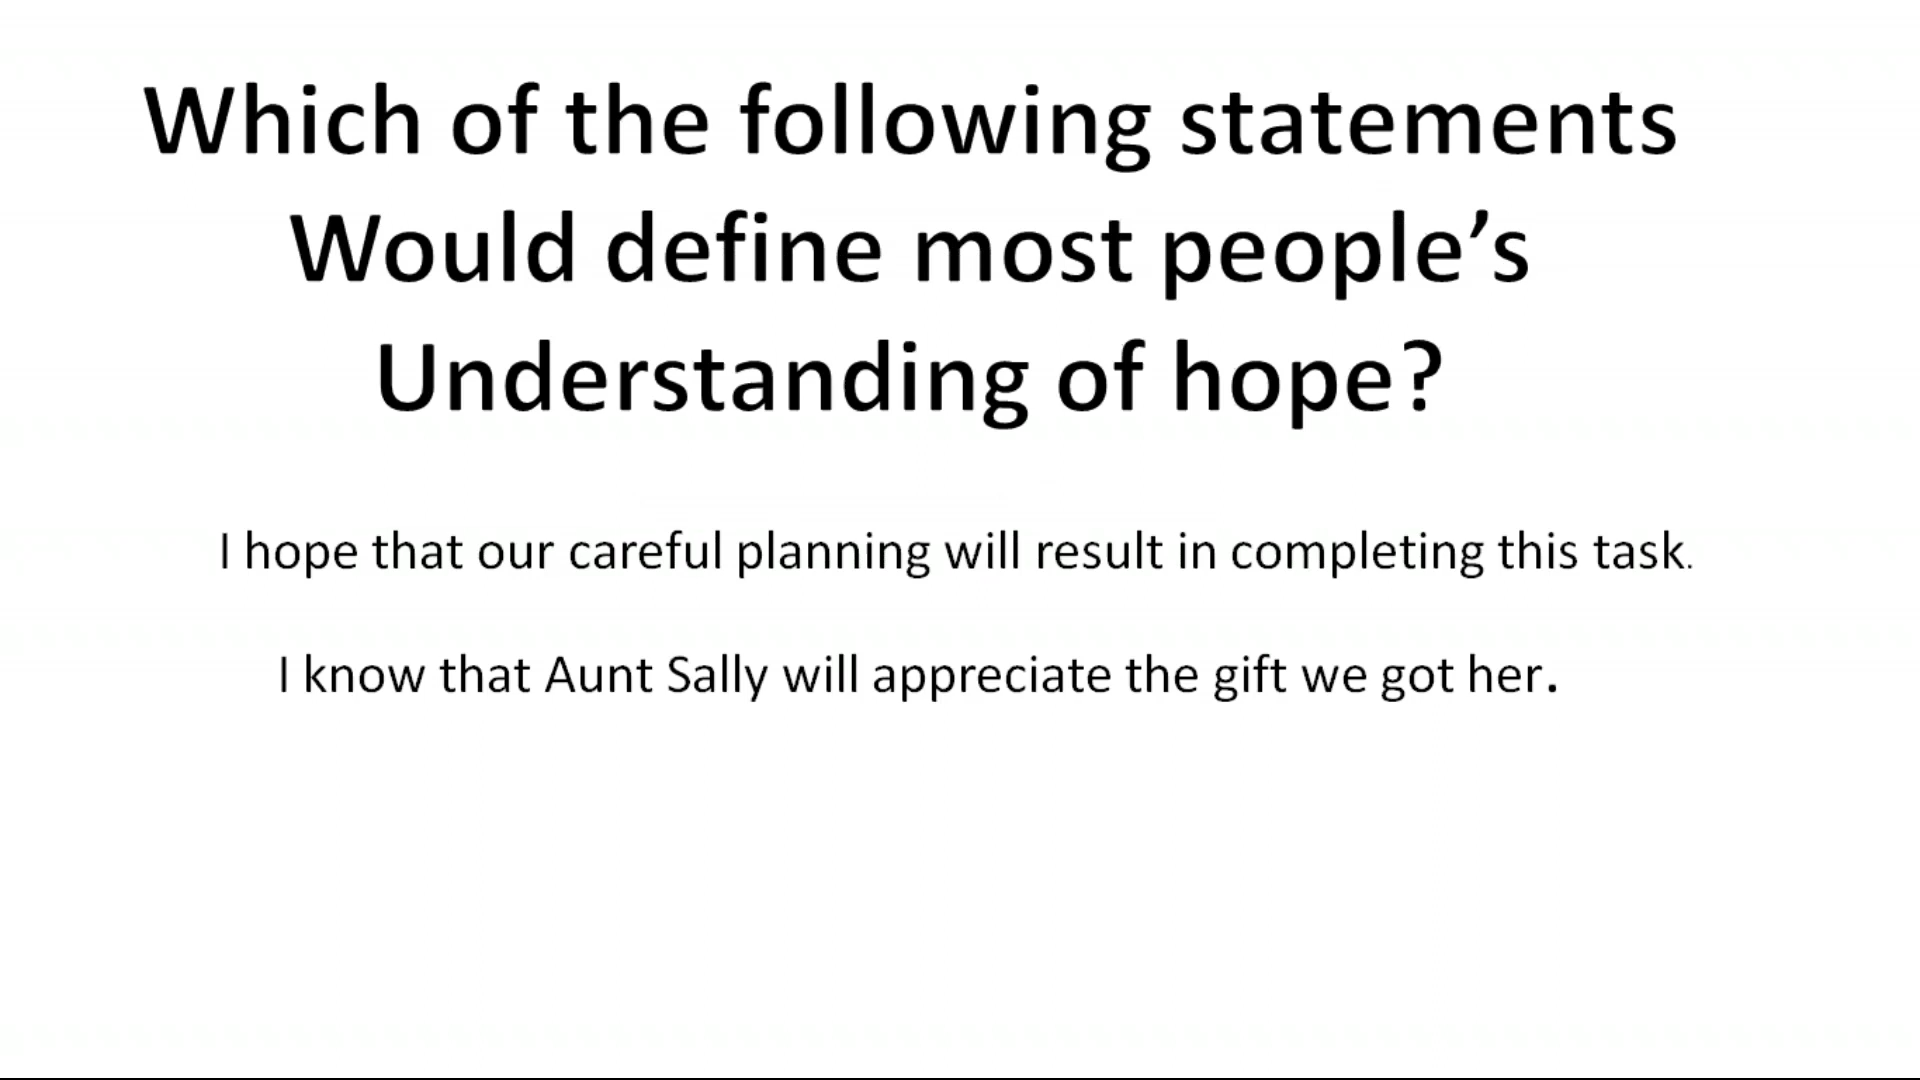 Which of the following statements
Would define most people’s
Understanding of hope?
I hope that our careful planning will result in completing this task.
I know that Aunt Sally will appreciate the gift we got her.